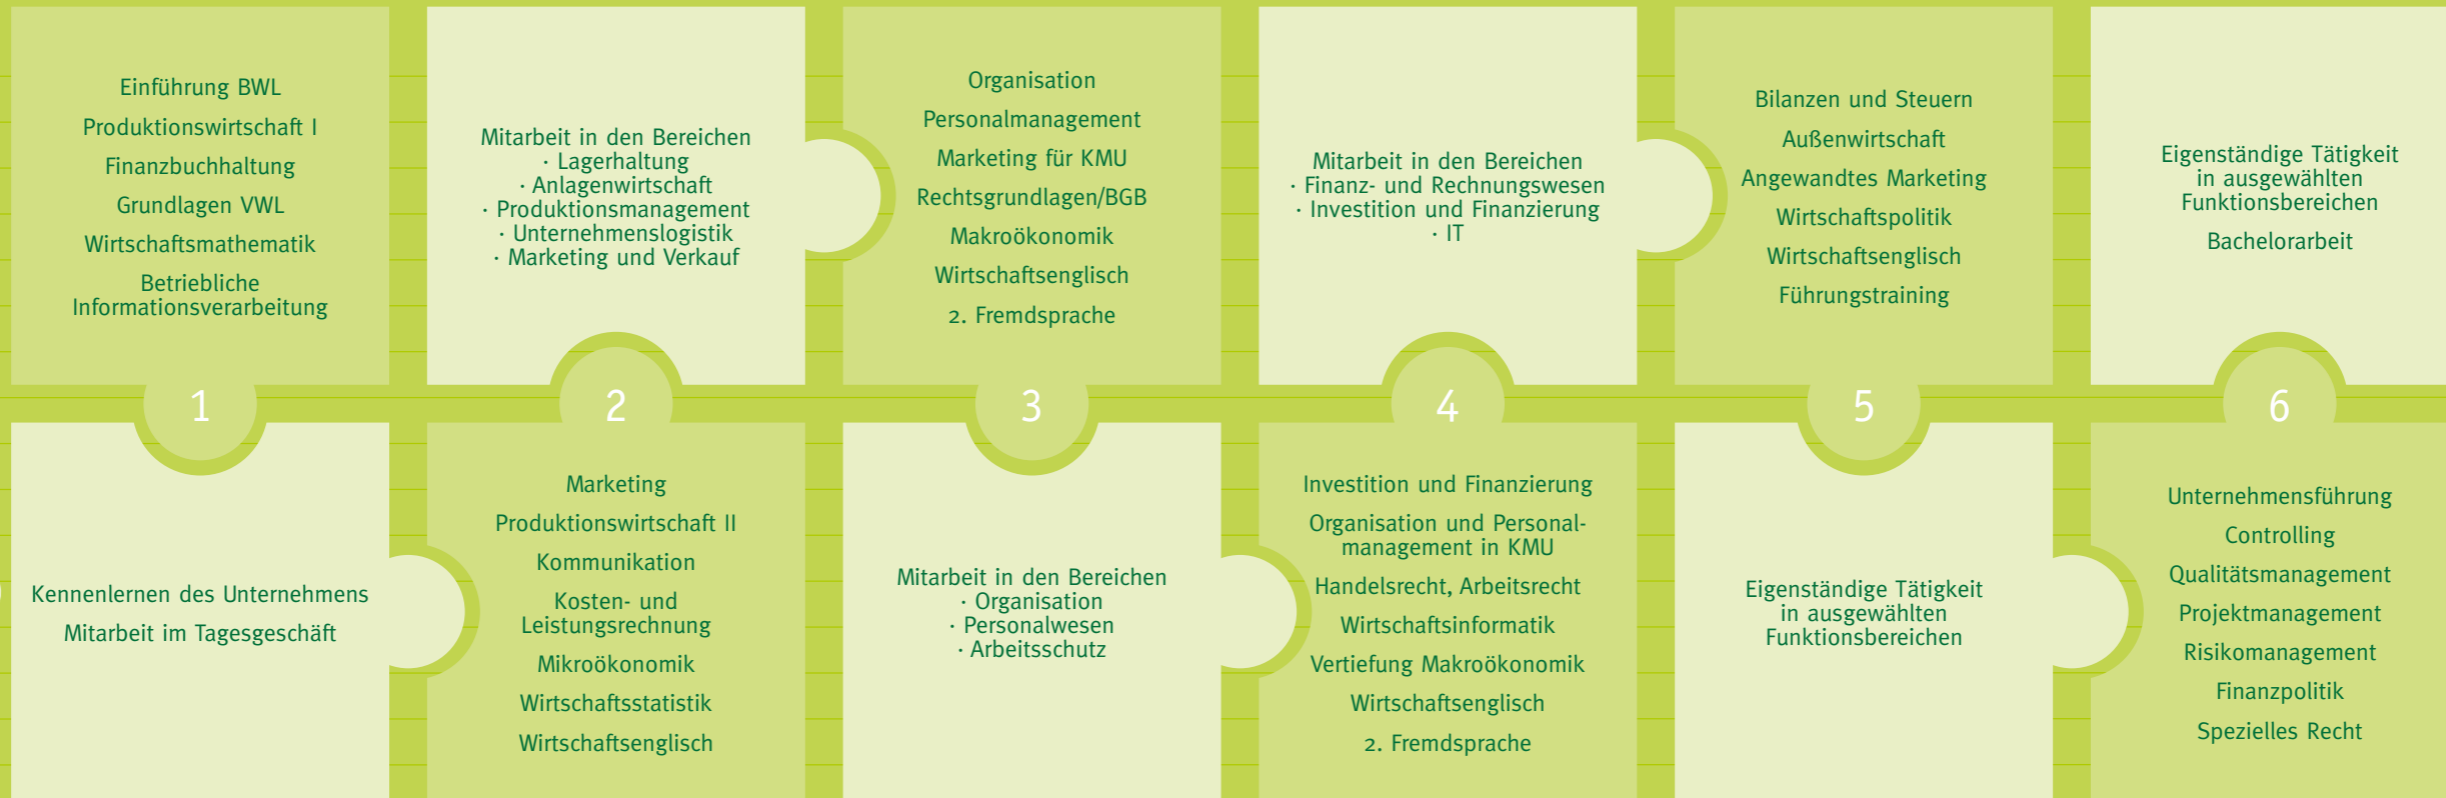 Einführung BWL
Produktionswirtschaft I
Finanzbuchhaltung
Grundlagen VWL
Wirtschaftsmathematik
Betriebliche
Informationsverarbeitung
1
Kennenlernen des Unternehmens
Mitarbeit im Tagesgeschäft
Mitarbeit in den Bereichen
· Lagerhaltung
· Anlagenwirtschaft
· Produktionsmanagement
· Unternehmenslogistik
· Marketing und Verkauf
2
Marketing
Produktionswirtschaft II
Kommunikation
Kosten- und
Leistungsrechnung
Mikroökonomik
Wirtschaftsstatistik
Wirtschaftsenglisch
Organisation
Personalmanagement
Marketing für KMU
Rechtsgrundlagen/BGB
Makroökonomik
Wirtschaftsenglisch
2. Fremdsprache
3
Mitarbeit in den Bereichen
· Organisation
· Personalwesen
· Arbeitsschutz
Mitarbeit in den Bereichen
· Finanz- und Rechnungswesen
· Investition und Finanzierung
· IT
4
Investition und Finanzierung
Organisation und Personal-
management in KMU
Handelsrecht, Arbeitsrecht
Wirtschaftsinformatik
Vertiefung Makroökonomik
Wirtschaftsenglisch
2. Fremdsprache
Bilanzen und Steuern
Außenwirtschaft
Angewandtes Marketing
Wirtschaftspolitik
Wirtschaftsenglisch
Führungstraining
5
Eigenständige Tätigkeit
in ausgewählten
Funktionsbereichen
Eigenständige Tätigkeit
in ausgewählten
Funktionsbereichen
Bachelorarbeit
6
Unternehmensführung
Controlling
Qualitätsmanagement
Projektmanagement
Risikomanagement
Finanzpolitik
Spezielles Recht